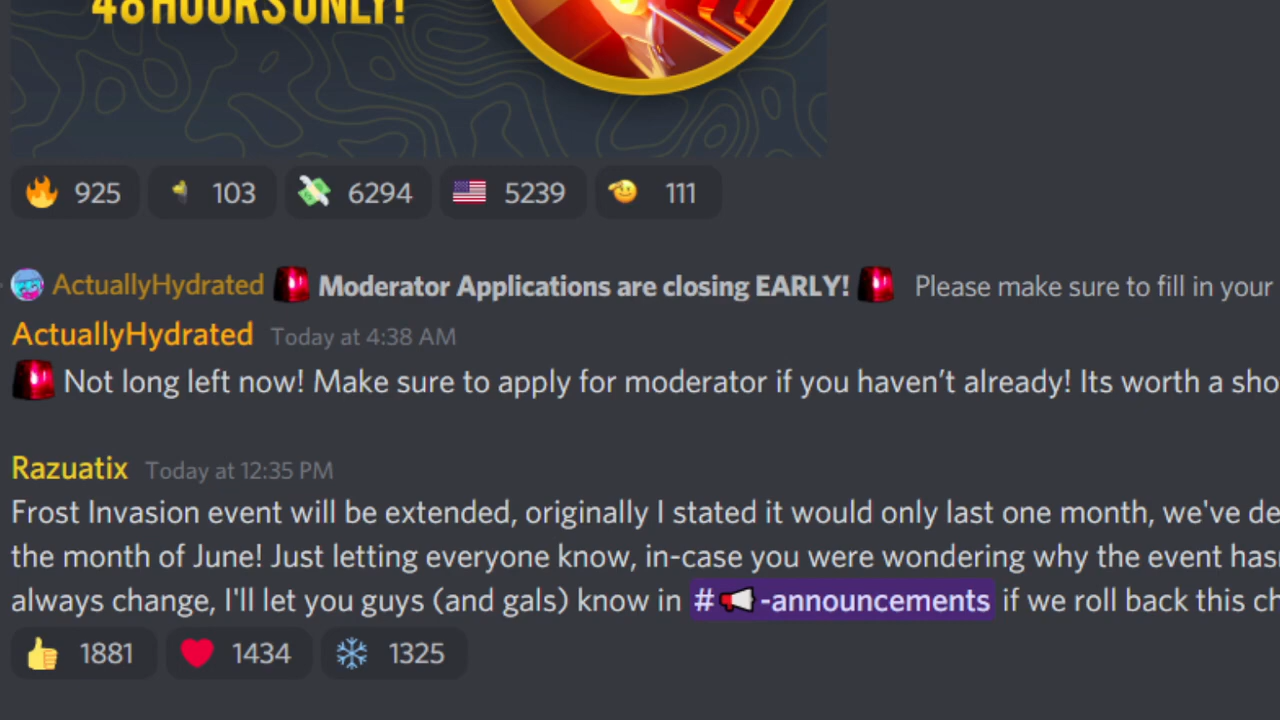 48 HOURS ONLY!
925 103 6294 5239 111
ActuallyHydrated Moderator Applications are closing EARLY! Please make sure to fill in your
ActuallyHydrated Today at 4:38 AM
Not long left now! Make sure to apply for moderator if you haven't already! Its worth a sho
Razuatix Today at 12:35 PM
Frost Invasion event will be extended, originally I stated it would only last one month, we've de
the month of June! Just letting everyone know, in-case you were wondering why the event has
always change, I'll let you guys (and gals) know in #-announcements if we roll back this ch
1881 1434 1325